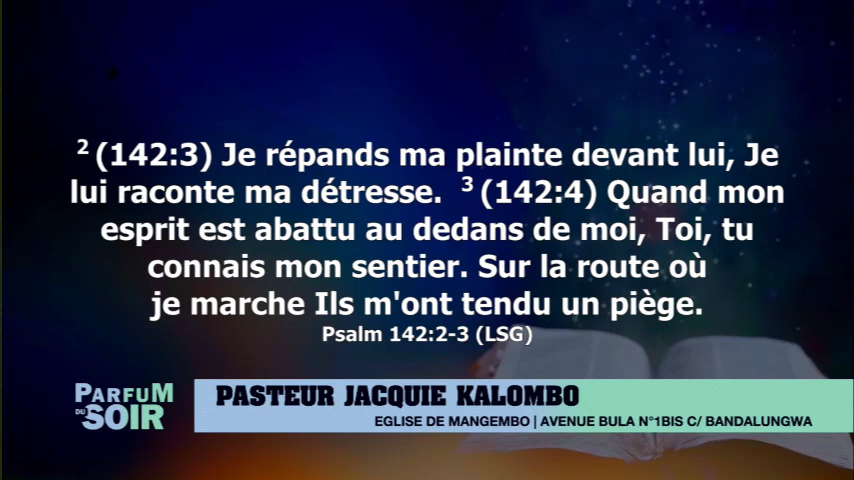 2 (142:3) Je répands ma plainte devant lui, Je
lui raconte ma détresse. 3 (142:4) Quand mon
esprit est abattu au dedans de moi, Toi, tu
connais mon sentier. Sur la route où
je marche Ils m'ont tendu un piège.
Psalm 142:2-3 (LSG)
PARFUM
DU SOIR
PASTEUR JACQUIE KALOMBO
EGLISE DE MANGEMBO | AVENUE BULA N°1BIS C/ BANDALUNGWA